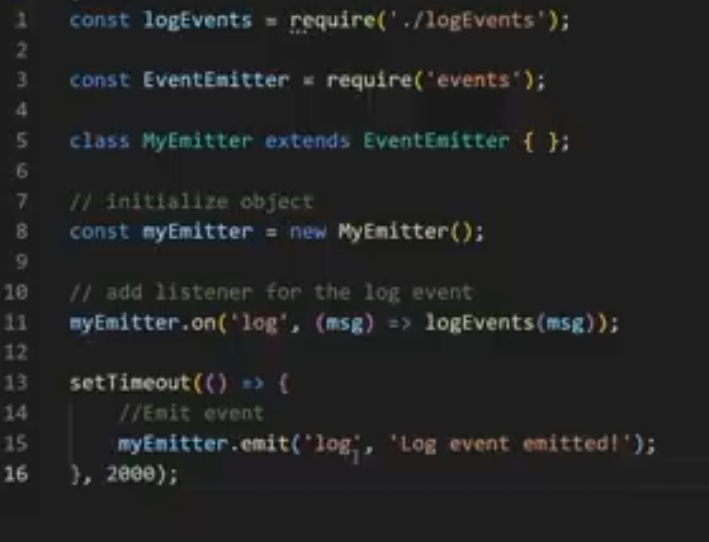 1 const logEvents = require('./logEvents');
2
3 const EventEmitter = require('events');
4
5 class MyEmitter extends EventEmitter { };
6
7 // initialize object
8 const myEmitter = new MyEmitter();
9
10 // add listener for the log event
11 myEmitter.on('log', (msg) => logEvents(msg));
12
13 setTimeout(() => {
14 //Emit event
15 myEmitter.emit('log', 'Log event emitted!');
16 }, 2000);